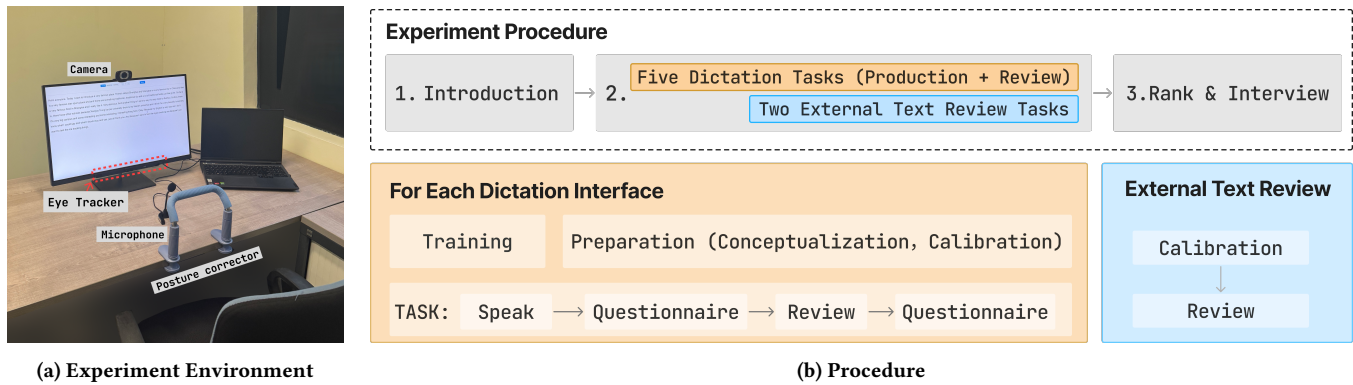 Camera
Eye Tracker
Microphone
Posture corrector
(a) Experiment Environment
Experiment Procedure
1. Introduction
2.
Five Dictation Tasks (Production + Review)
Two External Text Review Tasks
3.Rank & Interview
For Each Dictation Interface
Training
Preparation (Conceptualization, Calibration)
TASK:
Speak
Questionnaire
Review
Questionnaire
External Text Review
Calibration
Review
(b) Procedure